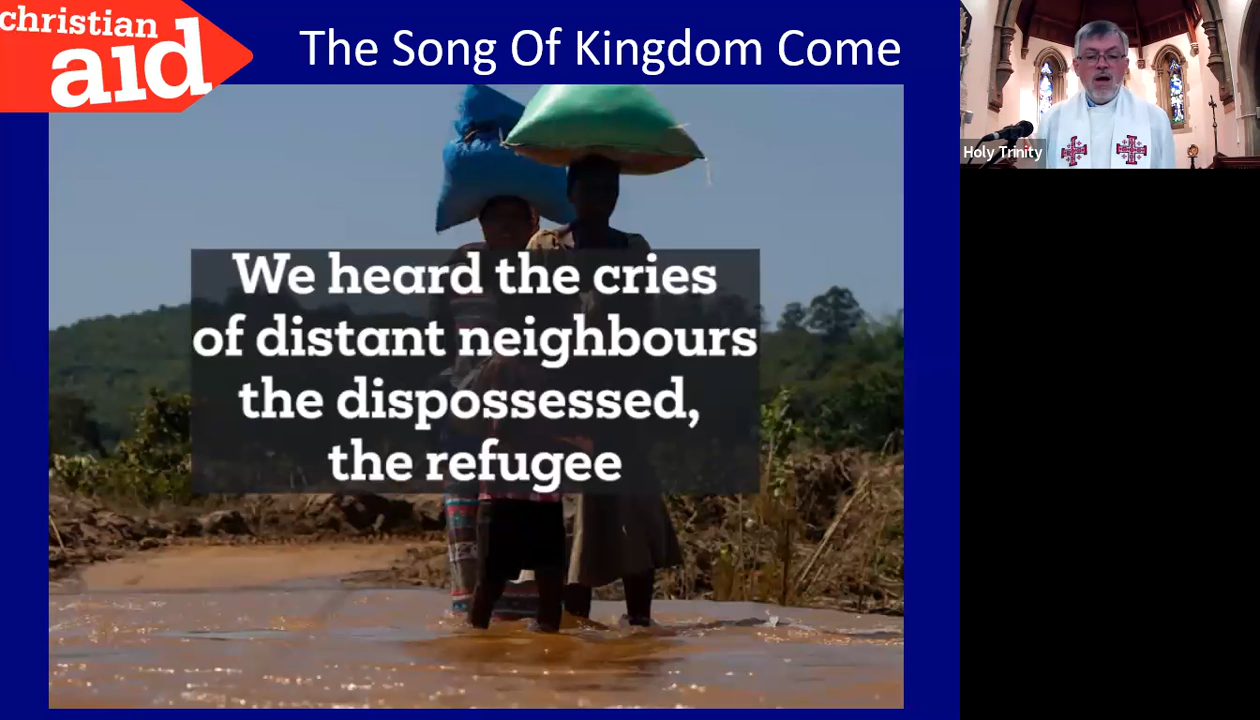 christian
aid
The Song Of Kingdom Come
We heard the cries
of distant neighbours
the dispossessed,
the refugee
Holy Trinity